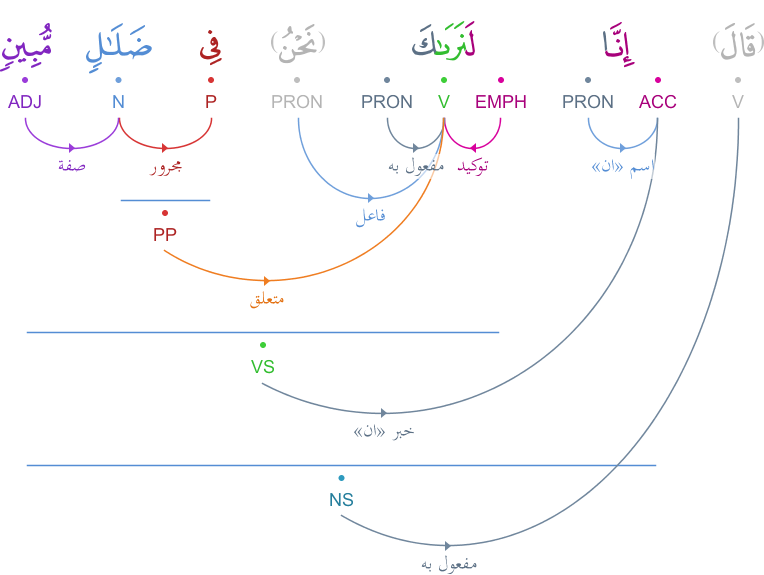 (قَالَ) إِنَّا لَنَرَىٰكَ (نَحْنُ) فِى ضَلَـٰلٍ مُّبِينٍ
V ACC PRON EMPH V PRON PRON P N ADJ
اسم «ان» توكيد مفعول به مجرور صفة
فاعل
PP
متعلق
VS
خبر «ان»
NS
مفعول به